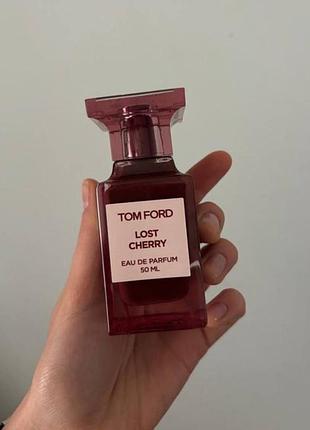 TOM FORD
LOST
CHERRY
EAU DE PARFUM
50 ML